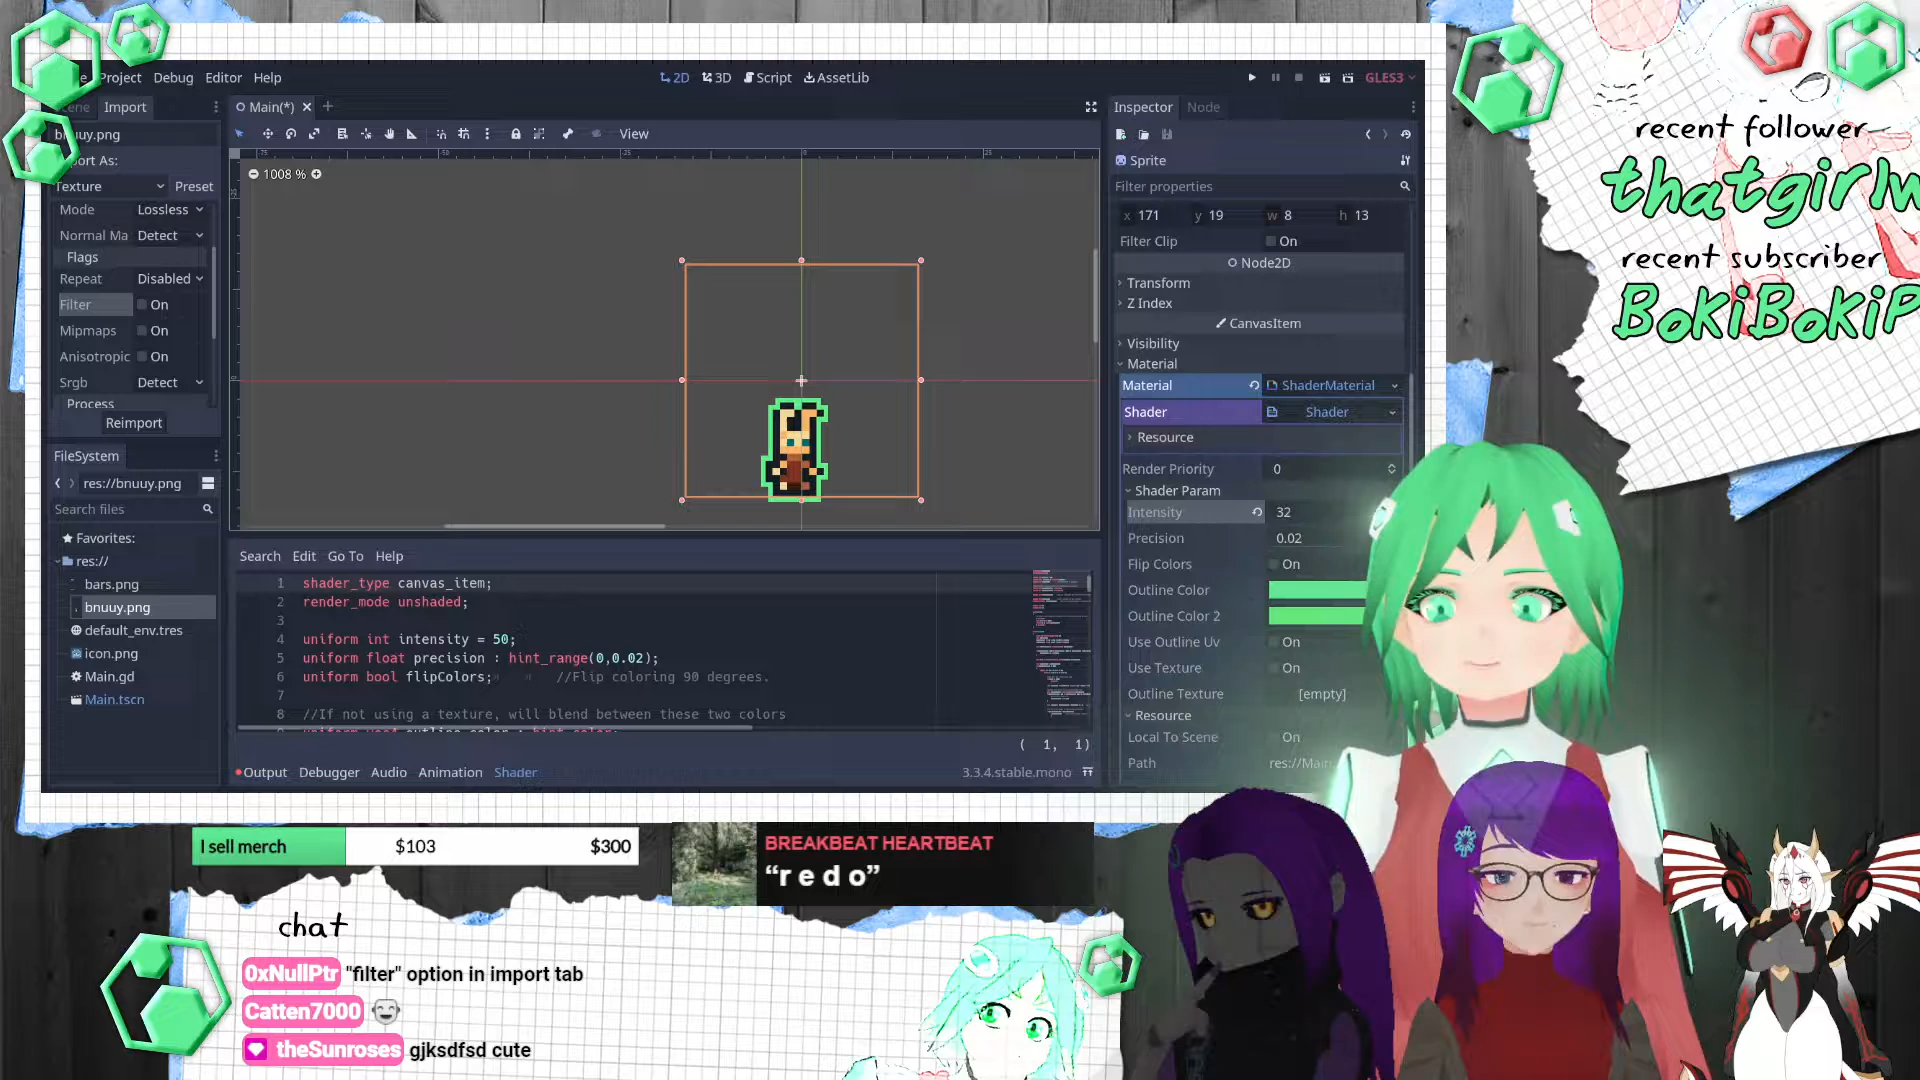 Project Debug Editor Help
2D 3D Script AssetLib
GLES3
Import
Main(*)
Inspector Node
View
bnuuy.png
Texture Preset
Mode Lossless
Normal Ma Detect
Flags
Repeat Disabled
Filter On
Mipmaps On
Anisotropic On
Srgb Detect
Process
Reimport
FileSystem
res://bnuuy.png
Search files
Favorites:
res://
bars.png
bnuuy.png
default_env.tres
icon.png
Main.gd
Main.tscn
1008 %
Search Edit Go To Help
1 shader_type canvas_item;
2 render_mode unshaded;
3
4 uniform int intensity = 50;
5 uniform float precision : hint_range(0,0.02);
6 uniform bool flipColors; //Flip coloring 90 degrees.
7
8 //If not using a texture, will blend between these two colors
( 1, 1)
Output Debugger Audio Animation Shader
3.3.4.stable.mono
Sprite
Filter properties
x 171 y 19 w 8 h 13
Filter Clip On
Node2D
Transform
Z Index
CanvasItem
Visibility
Material
Material ShaderMaterial
Shader Shader
Resource
Render Priority 0
Shader Param
Intensity 32
Precision 0.02
Flip Colors On
Outline Color
Outline Color 2
Use Outline Uv On
Use Texture On
Outline Texture [empty]
Resource
Local To Scene On
Path res://Main
recent follower
thatgirlw
recent subscriber
BokiBokiP
I sell merch $103 $300
BREAKBEAT HEARTBEAT
“r e d o”
chat
0xNullPtr "filter" option in import tab
Catten7000
theSunroses gjksdfsd cute